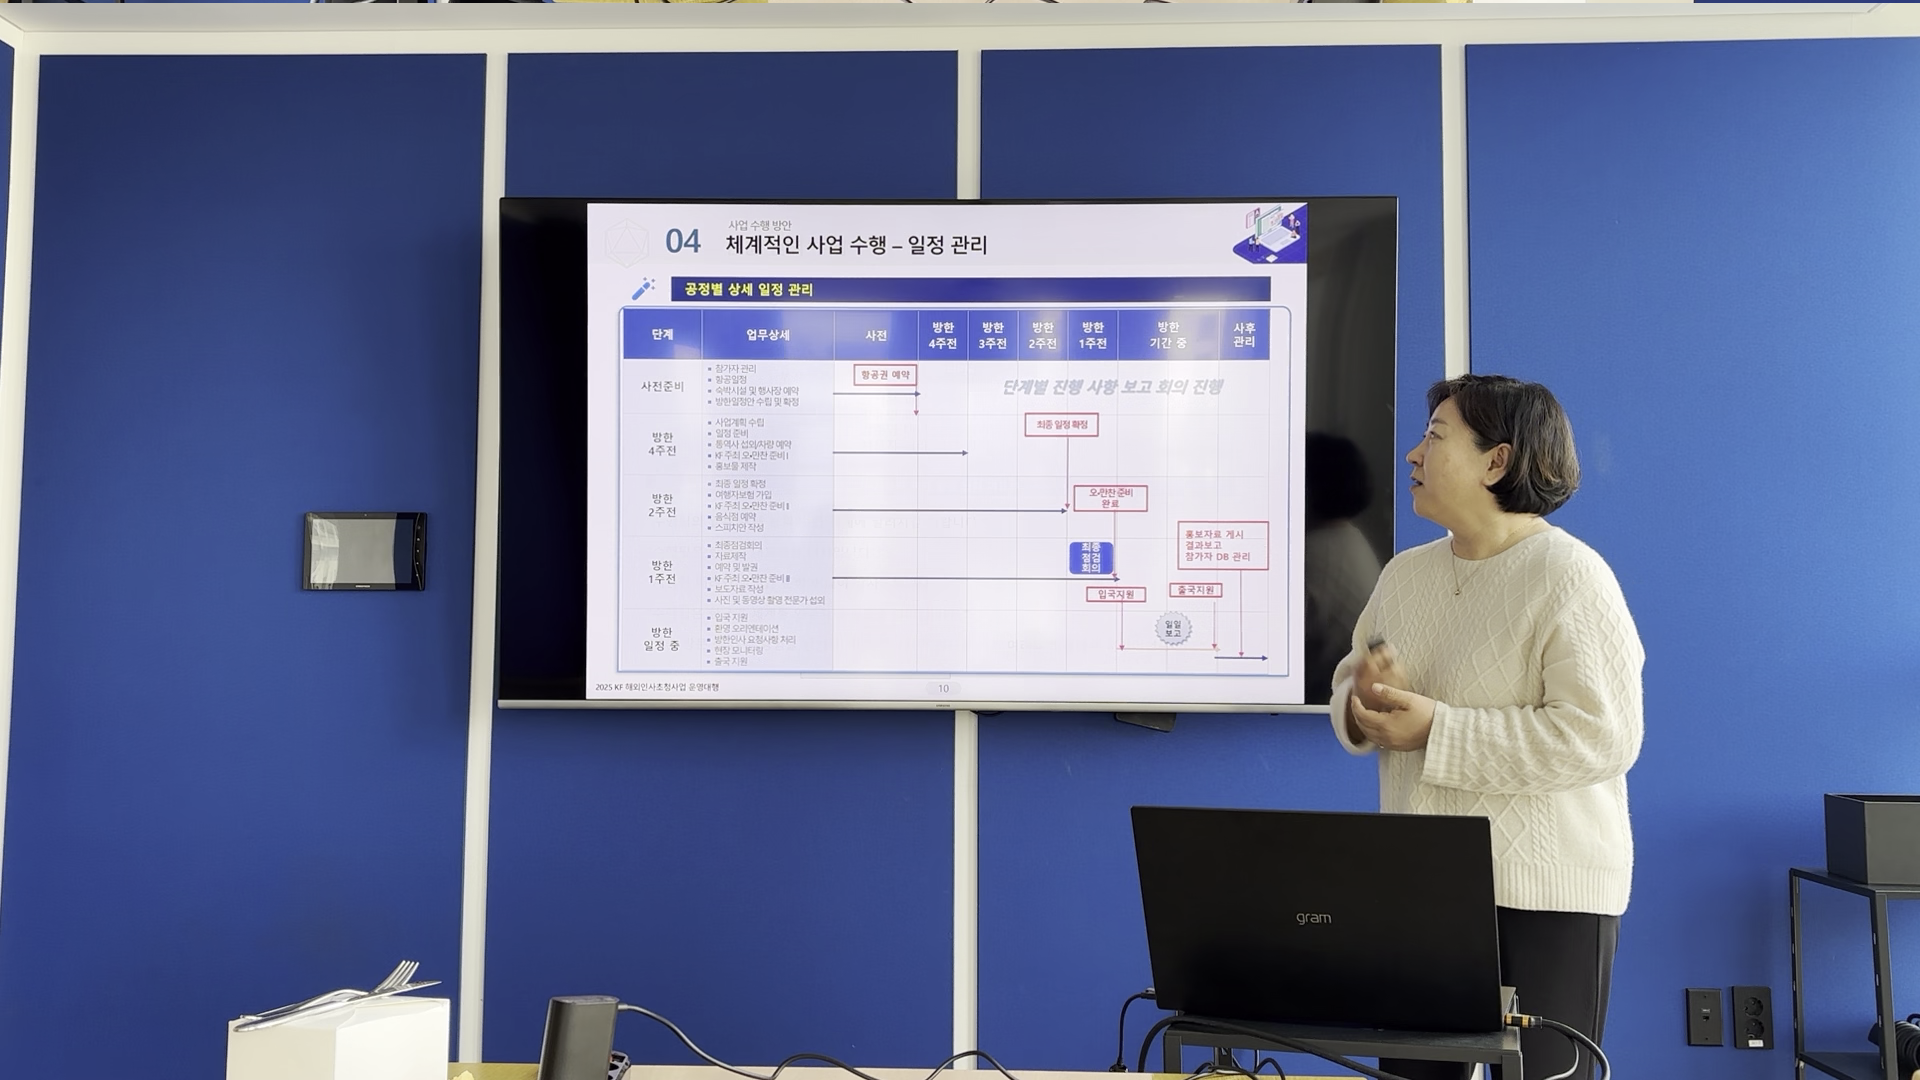 사업 수행 방안
04 체계적인 사업 수행 – 일정 관리
공정별 상세 일정 관리
단계
업무상세
사전
방한
4주전
방한
3주전
방한
2주전
방한
1주전
방한
기간 중
사후
관리
사전준비
▪ 참가자 관리
▪ 항공일정
▪ 숙박시설 및 행사장 예약
▪ 방한일정안 수립 및 확정
항공권 예약
단계별 진행 사항 보고 회의 진행
방한
4주전
▪ 사업계획 수립
▪ 일정 준비
▪ 통역사 섭외/차량 예약
▪ KF 주최 오•만찬 준비 Ⅰ
▪ 홍보물 제작
최종 일정 확정
방한
2주전
▪ 최종 일정 확정
▪ 여행자보험 가입
▪ KF 주최 오•만찬 준비 Ⅱ
▪ 음식점 예약
▪ 스피치안 작성
오•만찬 준비
완료
방한
1주전
▪ 최종점검회의
▪ 자료제작
▪ 예약 및 발권
▪ KF 주최 오•만찬 준비 Ⅲ
▪ 보도자료 작성
▪ 사진 및 동영상 촬영 전문가 섭외
최종
점검
회의
홍보자료 게시
결과보고
참가자 DB 관리
입국지원
출국지원
방한
일정 중
▪ 입국 지원
▪ 환영 오리엔테이션
▪ 방한인사 요청사항 처리
▪ 현장 모니터링
▪ 출국 지원
일일
보고
2025 KF 해외인사초청사업 운영대행
10
gram